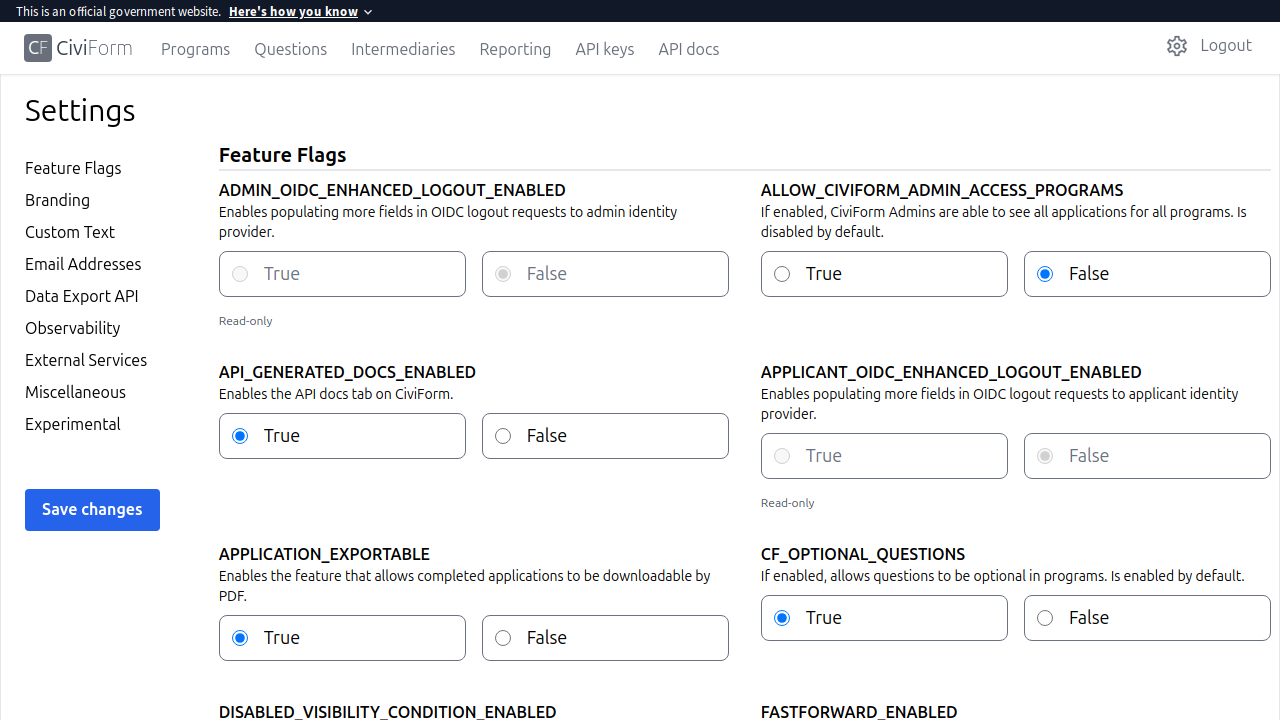 This is an official government website. Here's how you know
CF CiviForm Programs Questions Intermediaries Reporting API keys API docs Logout
Settings
Feature Flags
Branding
Custom Text
Email Addresses
Data Export API
Observability
External Services
Miscellaneous
Experimental
Save changes
Feature Flags
ADMIN_OIDC_ENHANCED_LOGOUT_ENABLED
Enables populating more fields in OIDC logout requests to admin identity
provider.
True False
Read-only
ALLOW_CIVIFORM_ADMIN_ACCESS_PROGRAMS
If enabled, CiviForm Admins are able to see all applications for all programs. Is
disabled by default.
True False
API_GENERATED_DOCS_ENABLED
Enables the API docs tab on CiviForm.
True False
APPLICANT_OIDC_ENHANCED_LOGOUT_ENABLED
Enables populating more fields in OIDC logout requests to applicant identity
provider.
True False
Read-only
APPLICATION_EXPORTABLE
Enables the feature that allows completed applications to be downloadable by
PDF.
True False
CF_OPTIONAL_QUESTIONS
If enabled, allows questions to be optional in programs. Is enabled by default.
True False
DISABLED_VISIBILITY_CONDITION_ENABLED
FASTFORWARD_ENABLED